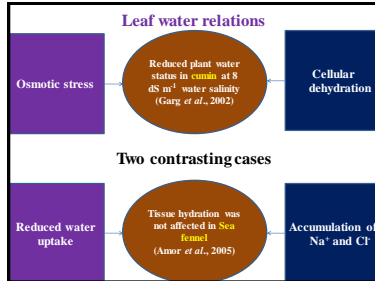 Leaf water relations
Osmotic stress
Reduced plant water
status in cumin at 8
dS m⁻¹ water salinity
(Garg et al., 2002)
Cellular
dehydration
Two contrasting cases
Reduced water
uptake
Tissue hydration was
not affected in Sea
fennel
(Amor et al., 2005)
Accumulation of
Na⁺ and Cl⁻